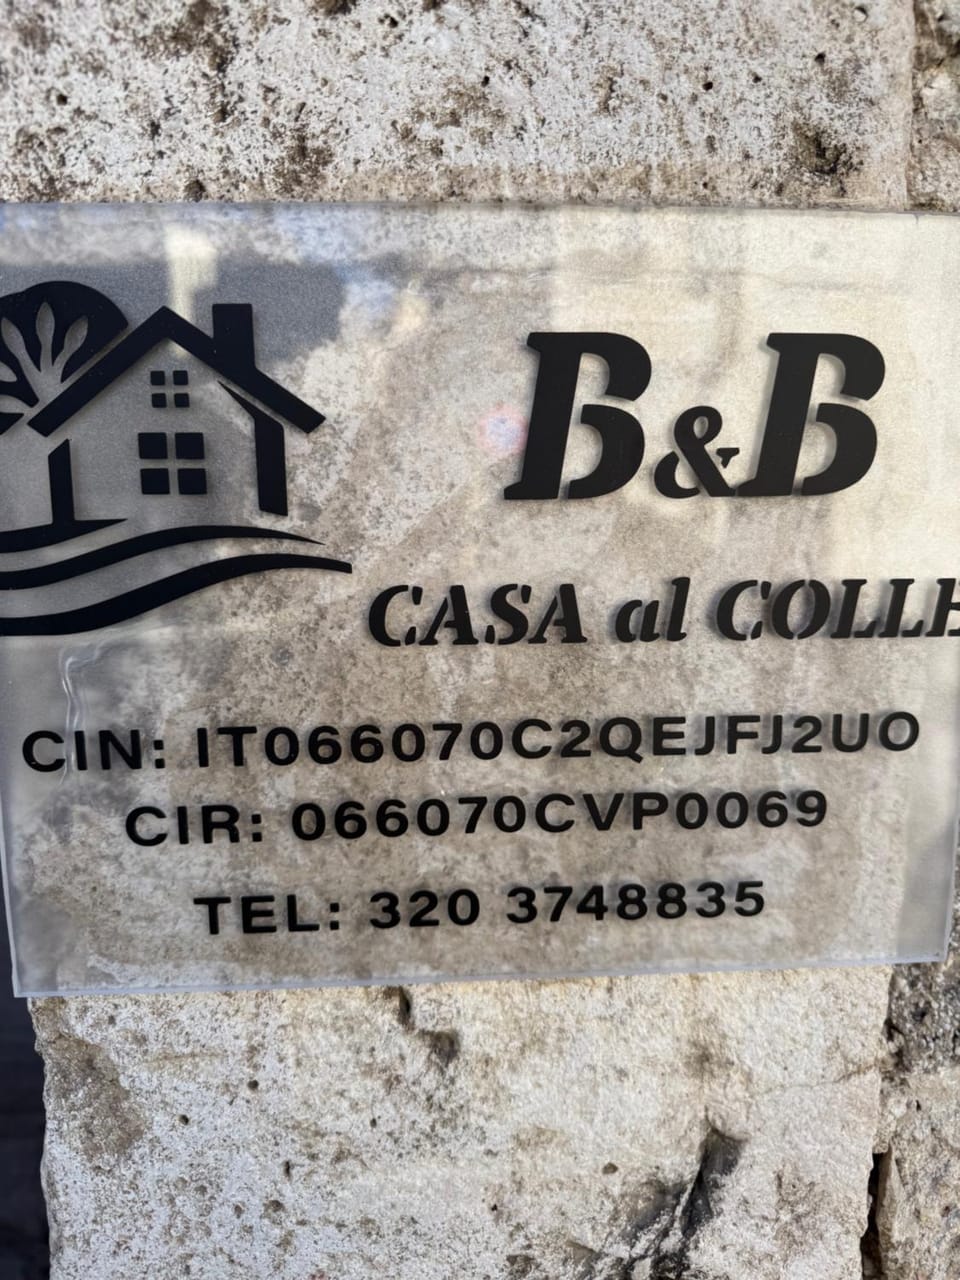 B&B
CASA al COLLE
CIN: IT066070C2QEJFJ2UO
CIR: 066070CVP0069
TEL: 320 3748835